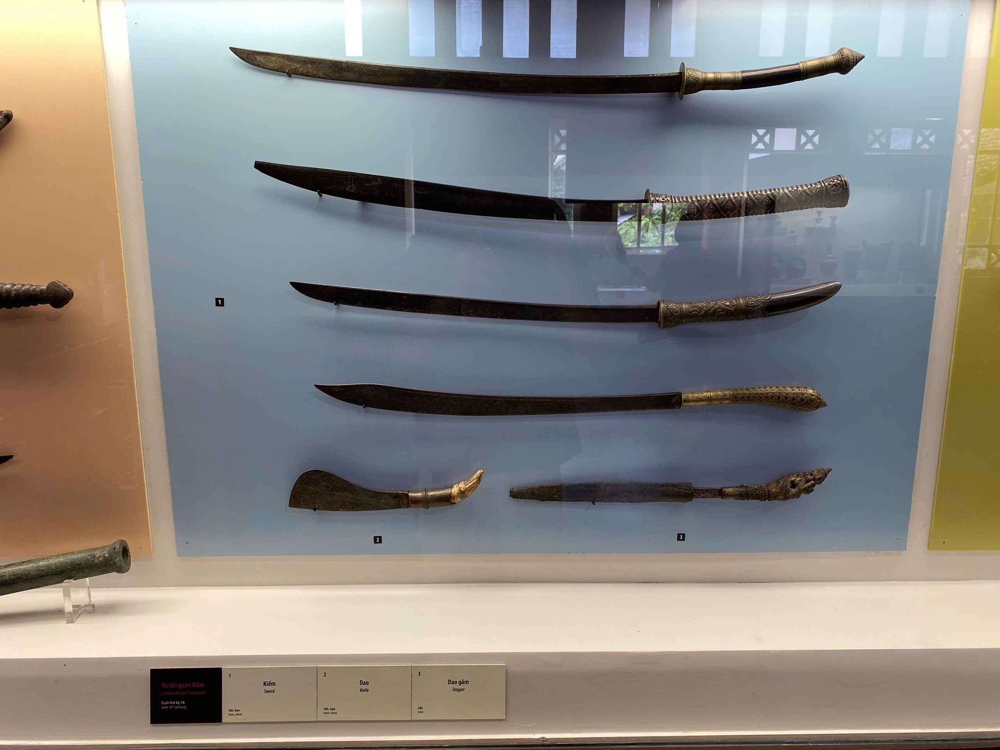 1
2
3
Vũ khí quân Xiêm
Siamese troops's weapons
Cuối thế kỷ 18
Late 18th century
1
Kiếm
Sword
Sắt, bạc
Iron, silver
2
Dao
Knife
Sắt, ngà
Iron, ivory
3
Dao găm
Dagger
Sắt
Iron